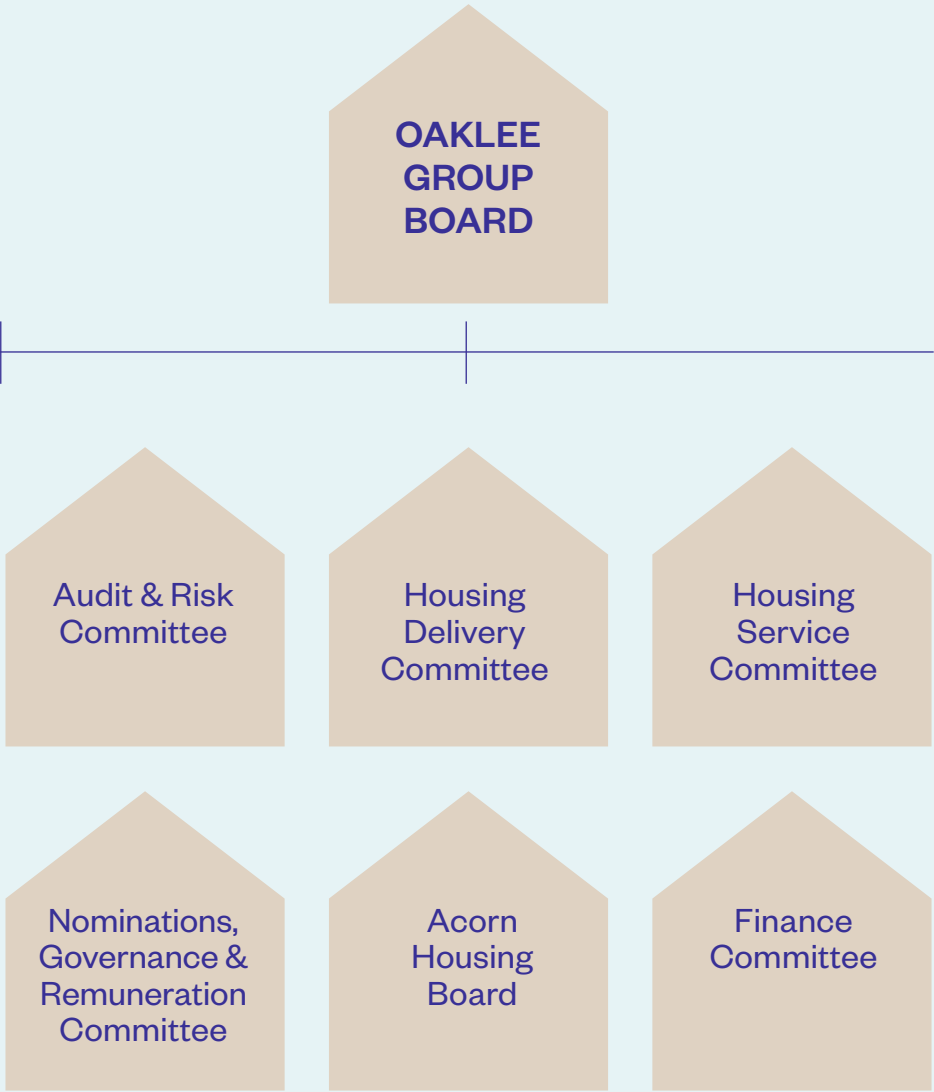 OAKLEE
GROUP
BOARD
Audit & Risk
Committee
Housing
Delivery
Committee
Housing
Service
Committee
Nominations,
Governance &
Remuneration
Committee
Acorn
Housing
Board
Finance
Committee